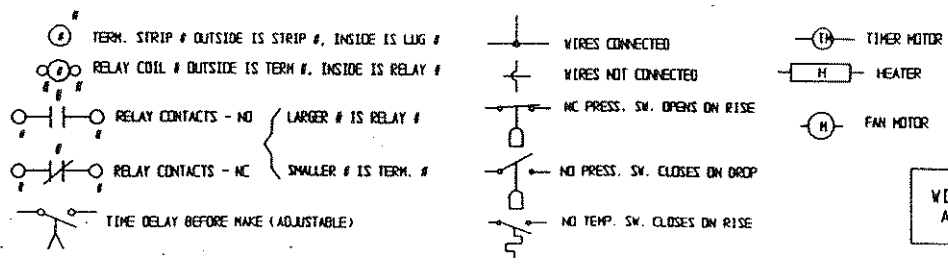 #
# TERM. STRIP # OUTSIDE IS STRIP #, INSIDE IS LUG #
# RELAY COIL # OUTSIDE IS TERM #, INSIDE IS RELAY #
# # #
RELAY CONTACTS - NO
# #
LARGER # IS RELAY #
#
RELAY CONTACTS - NC
# #
SMALLER # IS TERM. #
TIME DELAY BEFORE MAKE (ADJUSTABLE)
WIRES CONNECTED
WIRES NOT CONNECTED
NC PRESS. SW. OPENS ON RISE
NO PRESS. SW. CLOSES ON DROP
NO TEMP. SW. CLOSES ON RISE
TM TIMER MOTOR
H HEATER
M FAN MOTOR